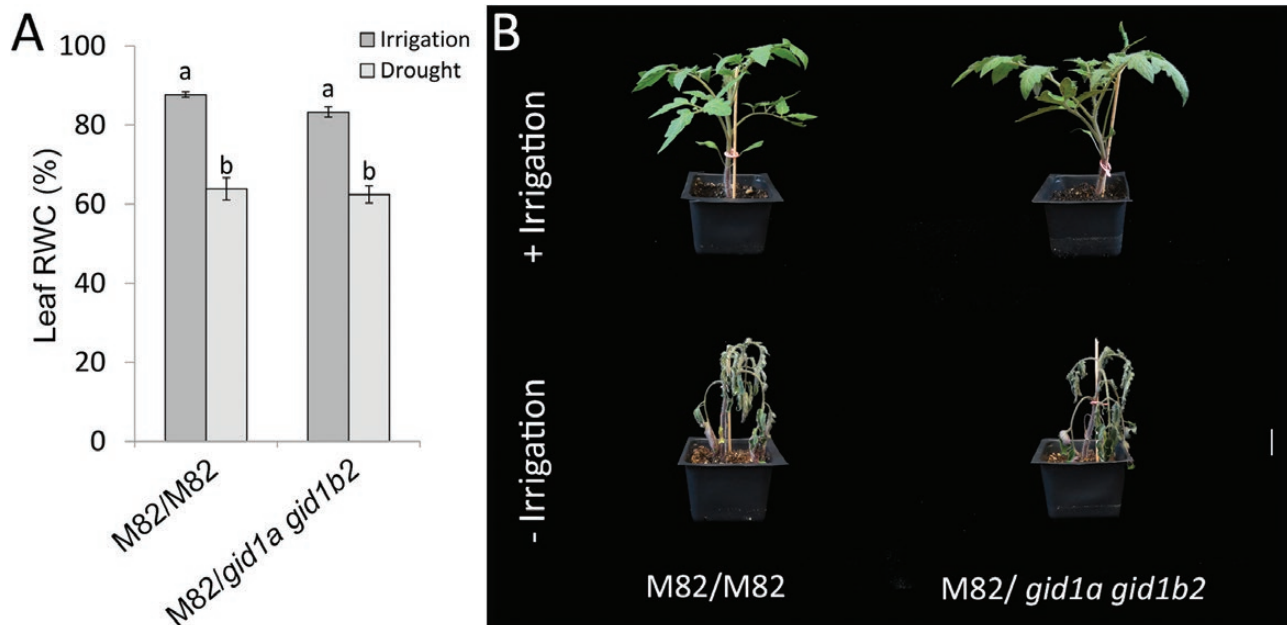 A
100
80
60
40
20
0
Leaf RWC (%)
Irrigation
Drought
a
b
a
b
M82/M82
M82/gid1a gid1b2
B
+ Irrigation
- Irrigation
M82/M82
M82/ gid1a gid1b2